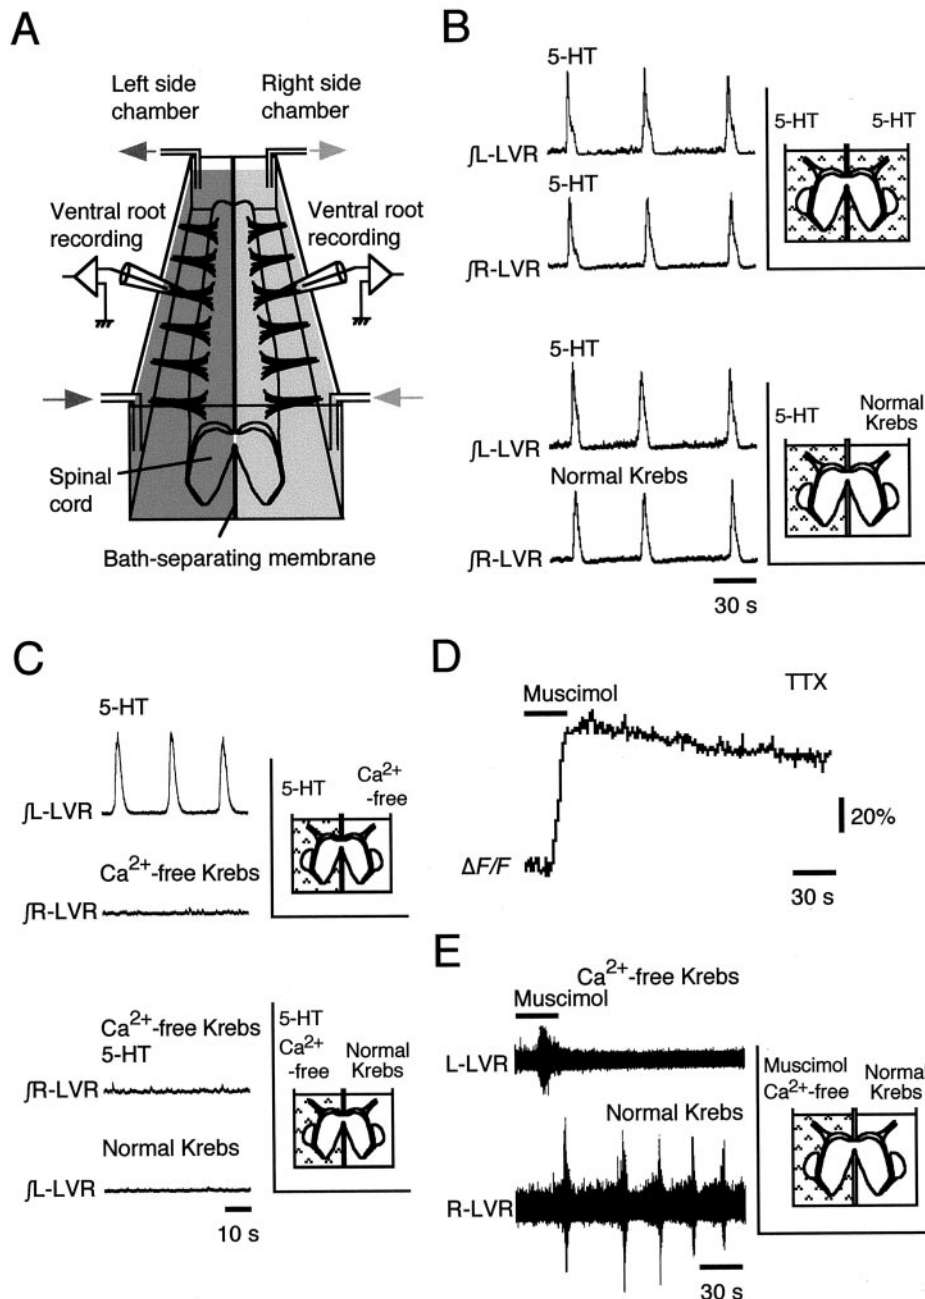 A
Left side
chamber
Right side
chamber
Ventral root
recording
Ventral root
recording
Spinal
cord
Bath-separating membrane
B
5-HT
∫L-LVR
5-HT
∫R-LVR
5-HT 5-HT
5-HT
∫L-LVR
Normal Krebs
∫R-LVR
30 s
5-HT
Normal
Krebs
C
5-HT
∫L-LVR
Ca2+-free Krebs
∫R-LVR
5-HT
Ca2+
-free
Ca2+-free Krebs
5-HT
∫R-LVR
Normal Krebs
∫L-LVR
10 s
5-HT
Ca2+
-free
Normal
Krebs
D
Muscimol
TTX
ΔF/F
20%
30 s
E
Ca2+-free Krebs
Muscimol
L-LVR
Normal Krebs
R-LVR
30 s
Muscimol
Ca2+-free
Normal
Krebs